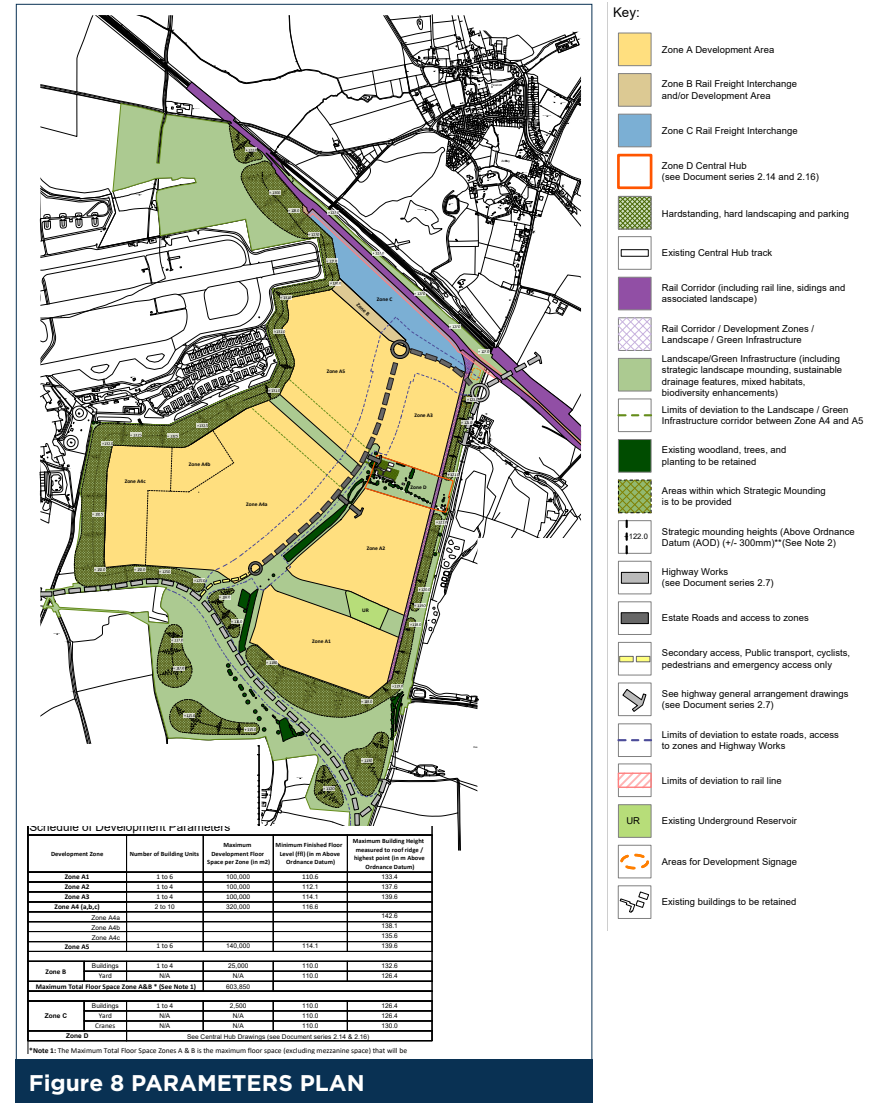 Key:
Zone A Development Area
Zone B Rail Freight Interchange
and/or Development Area
Zone C Rail Freight Interchange
Zone D Central Hub
(see Document series 2.14 and 2.16)
Hardstanding, hard landscaping and parking
Existing Central Hub track
Rail Corridor (including rail line, sidings and
associated landscape)
Rail Corridor / Development Zones /
Landscape / Green Infrastructure
Landscape/Green Infrastructure (including
strategic landscape mounding, sustainable
drainage features, mixed habitats,
biodiversity enhancements)
Limits of deviation to the Landscape / Green
Infrastructure corridor between Zone A4 and A5
Existing woodland, trees, and
planting to be retained
Areas within which Strategic Mounding
is to be provided
122.0
Strategic mounding heights (Above Ordnance
Datum (AOD) (+/- 300mm)**(See Note 2)
Highway Works
(see Document series 2.7)
Estate Roads and access to zones
Secondary access, Public transport, cyclists,
pedestrians and emergency access only
See highway general arrangement drawings
(see Document series 2.7)
Limits of deviation to estate roads, access
to zones and Highway Works
Limits of deviation to rail line
UR
Existing Underground Reservoir
Areas for Development Signage
Existing buildings to be retained
Zone C
Zone B
Zone A5
Zone A3
Zone A4b
Zone A4c
Zone A4a
Zone D
Zone A2
UR
Zone A1
Schedule of Development Parameters
Development Zone
Number of Building Units
Maximum
Development Floor
Space per Zone (in m2)
Minimum Finished Floor
Level (ffl) (in m Above
Ordnance Datum)
Maximum Building Height
measured to roof ridge /
highest point (in m Above
Ordnance Datum)
Zone A1 1 to 6 100,000 110.6 133.4
Zone A2 1 to 4 100,000 112.1 137.6
Zone A3 1 to 4 100,000 114.1 139.6
Zone A4 (a,b,c) 2 to 10 320,000 116.6
Zone A4a 142.6
Zone A4b 138.1
Zone A4c 135.6
Zone A5 1 to 6 140,000 114.1 139.6
Zone B
Buildings 1 to 4 25,000 110.0 132.6
Yard N/A N/A 110.0 126.4
Maximum Total Floor Space Zone A&B * (See Note 1) 603,850
Zone C
Buildings 1 to 4 2,500 110.0 126.4
Yard N/A N/A 110.0 126.4
Cranes N/A N/A 110.0 130.0
Zone D See Central Hub Drawings (see Document series 2.14 & 2.16)
*Note 1: The Maximum Total Floor Space Zones A & B is the maximum floor space (excluding mezzanine space) that will be
Figure 8 PARAMETERS PLAN